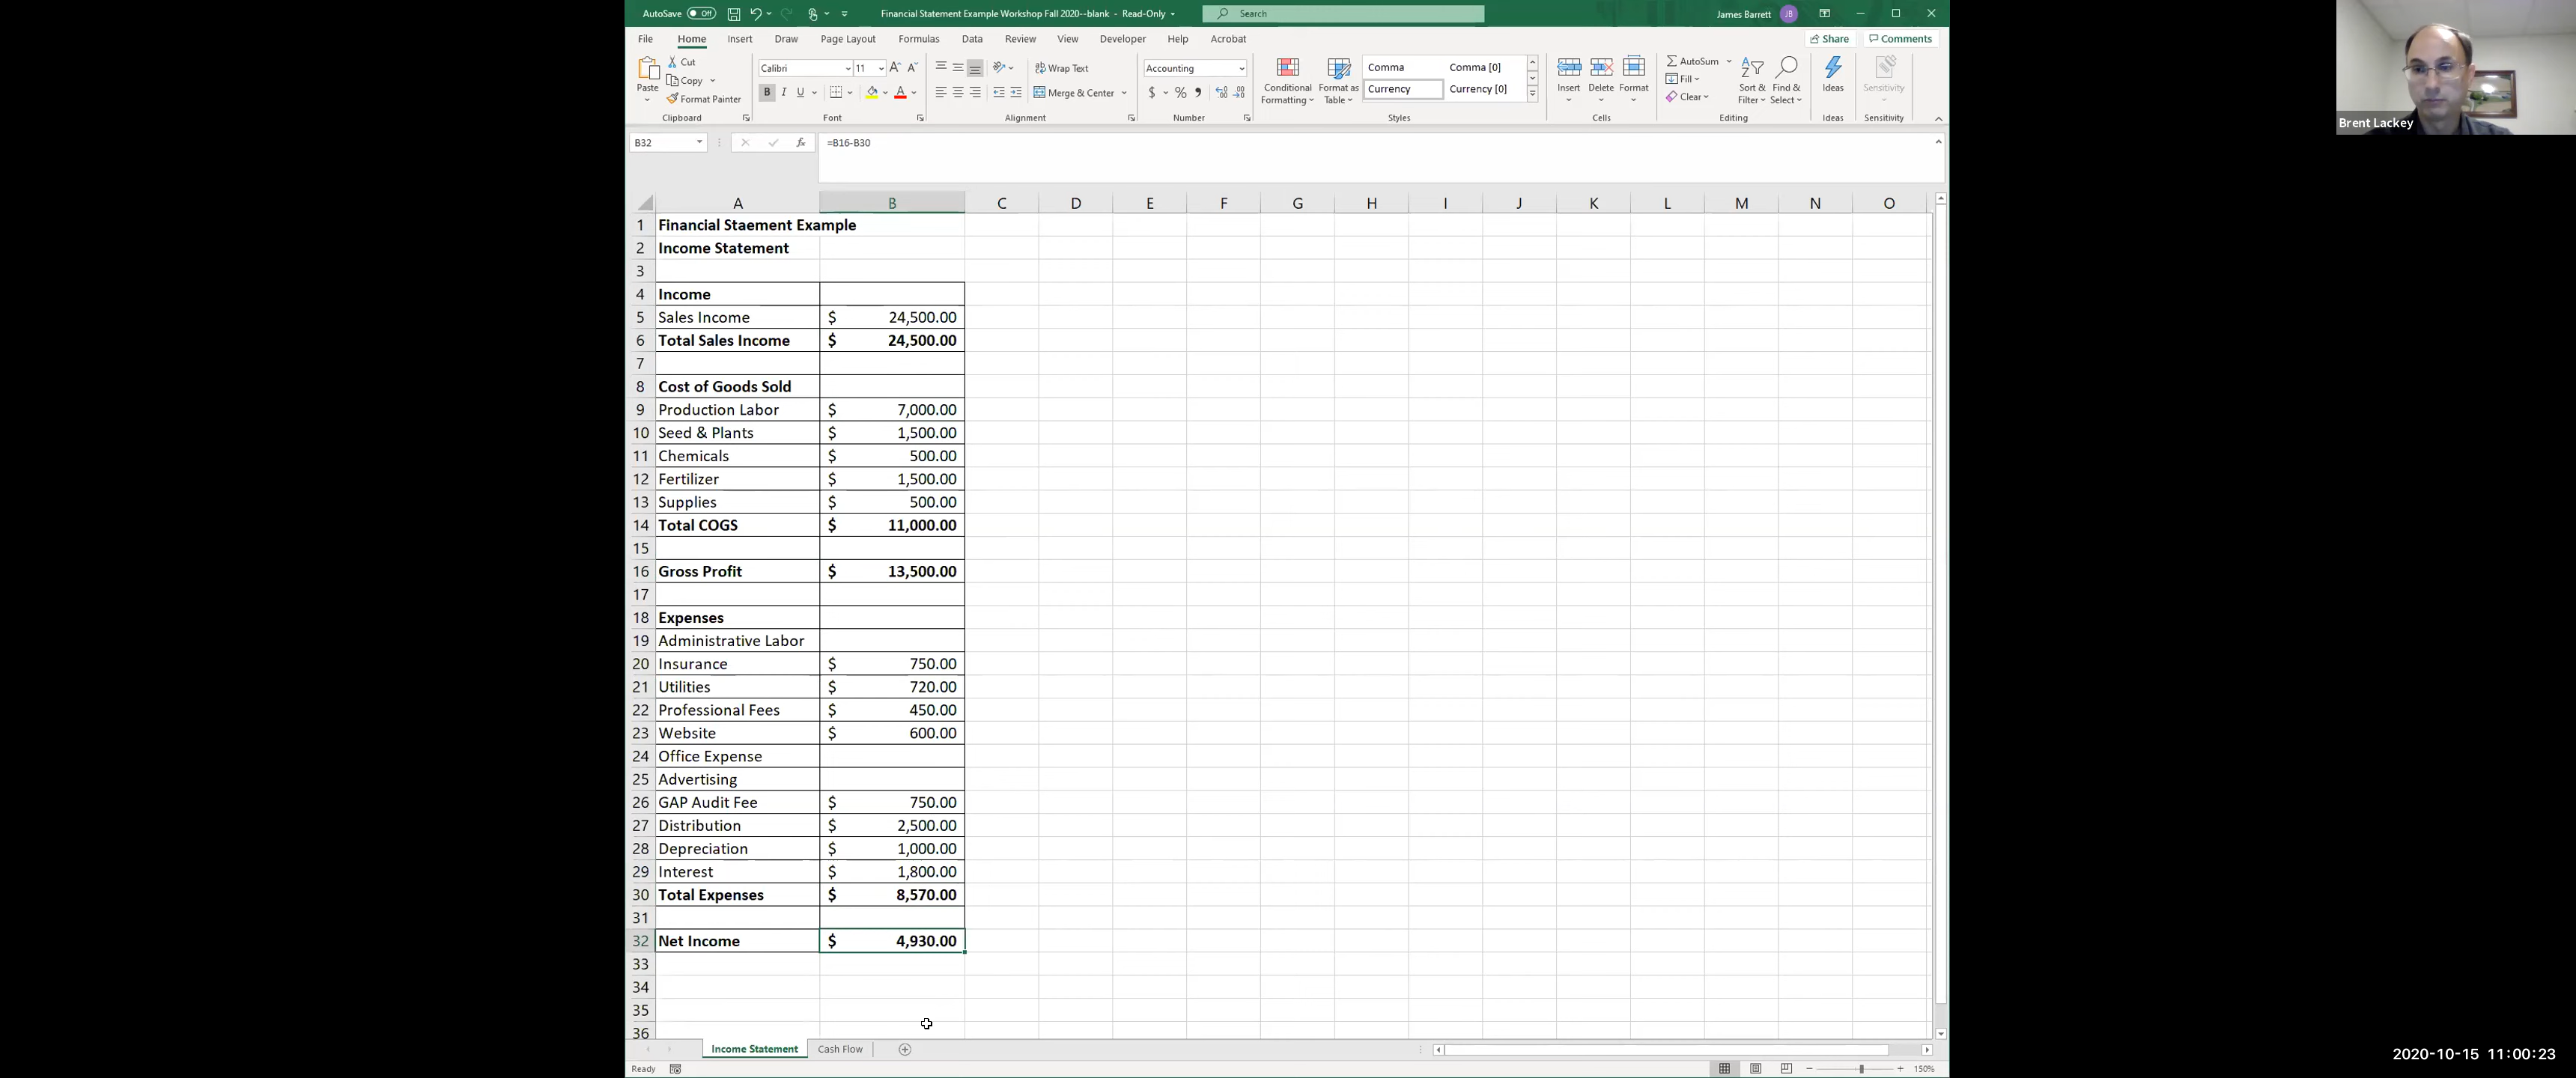 AutoSave Off Financial Statement Example Workshop Fall 2020--blank - Read-Only Search James Barrett JB
File Home Insert Draw Page Layout Formulas Data Review View Developer Help Acrobat Share Comments
Paste Cut Copy Format Painter Clipboard
Calibri 11 A A B I U A Font
Wrap Text Merge & Center Alignment
Accounting $ % Number
Conditional Formatting Format as Table Comma Comma [0] Currency Currency [0] Styles
Insert Delete Format Cells
AutoSum Fill Clear Sort & Filter Find & Select Editing
Ideas Ideas
Sensitivity Sensitivity
Brent Lackey
B32 fx =B16-B30
A B C D E F G H I J K L M N O
1 Financial Staement Example
2 Income Statement
3
4 Income
5 Sales Income $ 24,500.00
6 Total Sales Income $ 24,500.00
7
8 Cost of Goods Sold
9 Production Labor $ 7,000.00
10 Seed & Plants $ 1,500.00
11 Chemicals $ 500.00
12 Fertilizer $ 1,500.00
13 Supplies $ 500.00
14 Total COGS $ 11,000.00
15
16 Gross Profit $ 13,500.00
17
18 Expenses
19 Administrative Labor
20 Insurance $ 750.00
21 Utilities $ 720.00
22 Professional Fees $ 450.00
23 Website $ 600.00
24 Office Expense
25 Advertising
26 GAP Audit Fee $ 750.00
27 Distribution $ 2,500.00
28 Depreciation $ 1,000.00
29 Interest $ 1,800.00
30 Total Expenses $ 8,570.00
31
32 Net Income $ 4,930.00
33
34
35
36
Income Statement Cash Flow
Ready 150%
2020-10-15 11:00:23